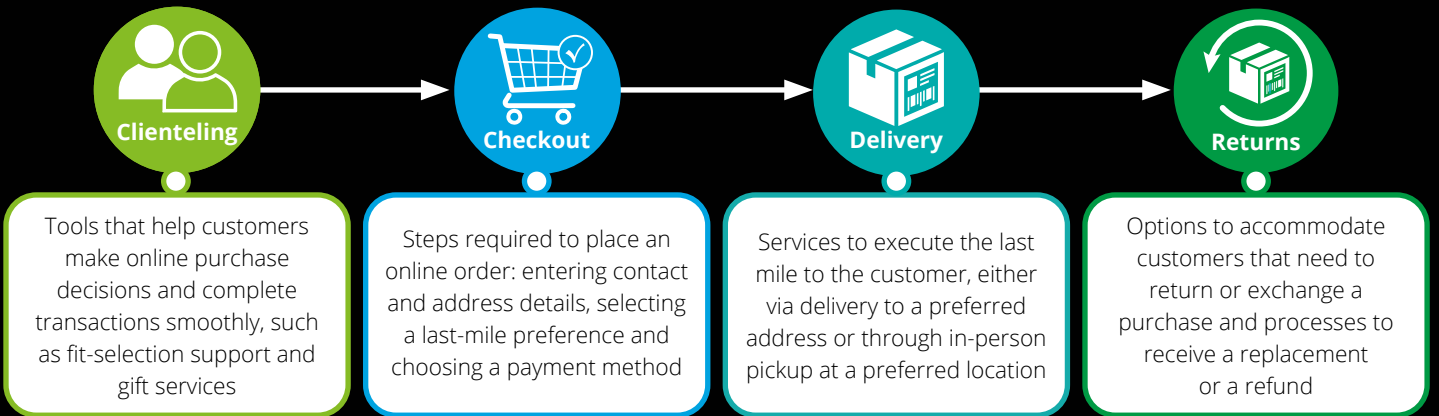 Clienteling
Checkout
Delivery
Returns
Tools that help customers
make online purchase
decisions and complete
transactions smoothly, such
as fit-selection support and
gift services
Steps required to place an
online order: entering contact
and address details, selecting
a last-mile preference and
choosing a payment method
Services to execute the last
mile to the customer, either
via delivery to a preferred
address or through in-person
pickup at a preferred location
Options to accommodate
customers that need to
return or exchange a
purchase and processes to
receive a replacement
or a refund